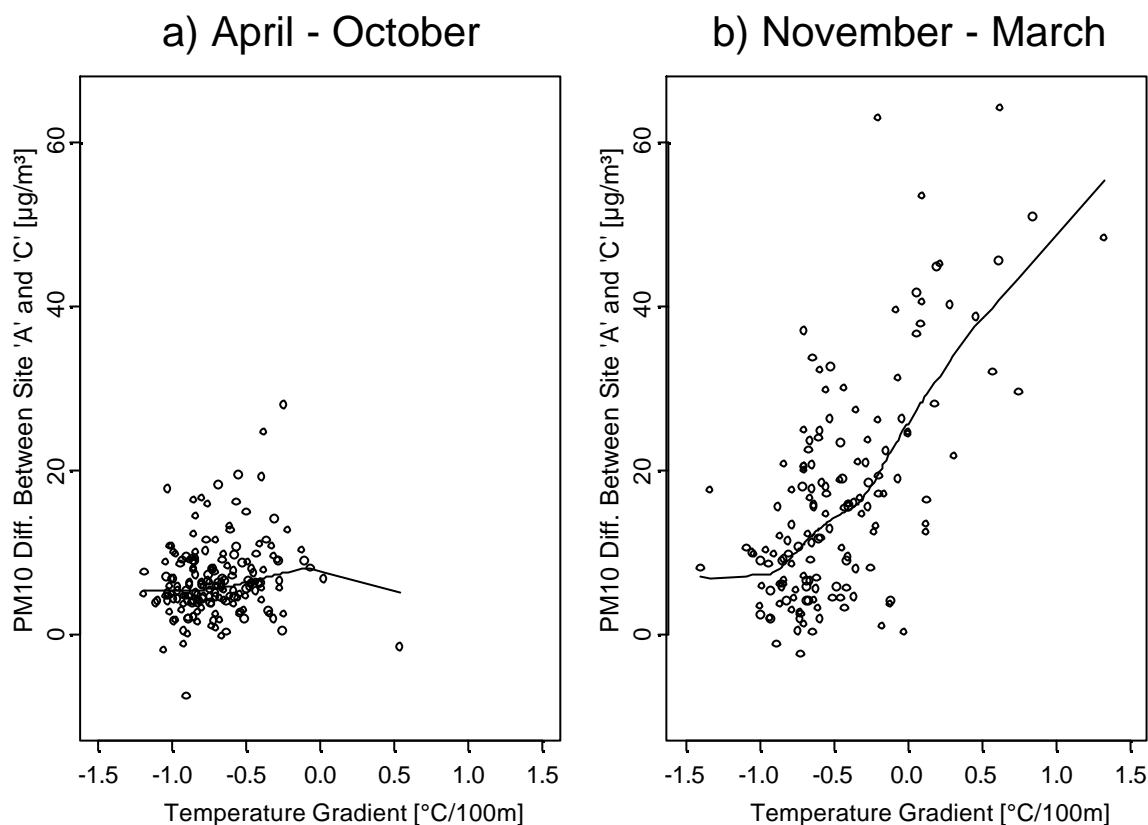 a) April - October
PM10 Diff. Between Site 'A' and 'C' [µg/m³]
60
40
20
0
-1.5 -1.0 -0.5 0.0 0.5 1.0 1.5
Temperature Gradient [°C/100m]
b) November - March
PM10 Diff. Between Site 'A' and 'C' [µg/m³]
60
40
20
0
-1.5 -1.0 -0.5 0.0 0.5 1.0 1.5
Temperature Gradient [°C/100m]